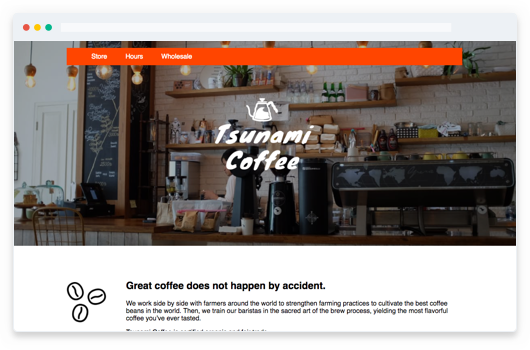 Store Hours Wholesale
Tsunami
Coffee
Great coffee does not happen by accident.
We work side by side with farmers around the world to strengthen farming practices to cultivate the best coffee
beans in the world. Then, we train our baristas in the sacred art of the brew process, yielding the most flavorful
coffee you've ever tasted.